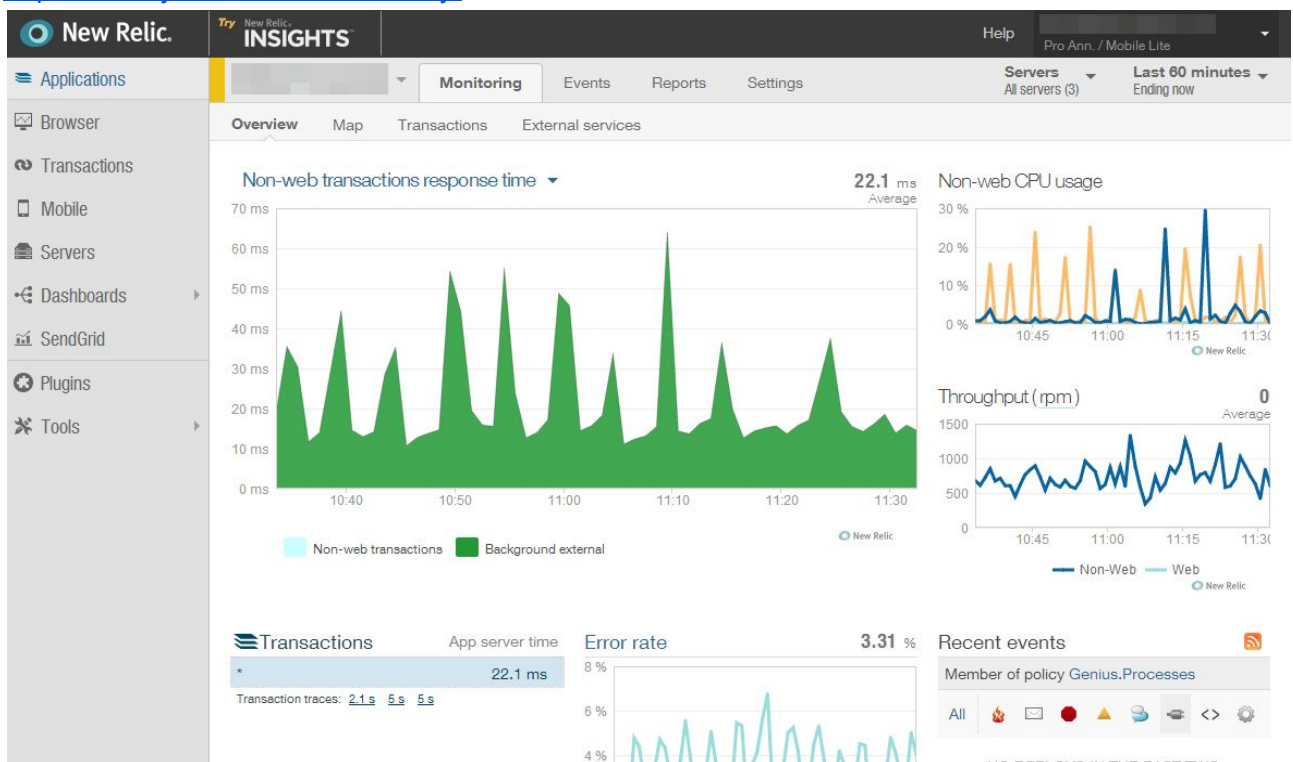 New Relic.
Try New Relic.
INSIGHTS
Help
Pro Ann. / Mobile Lite
Applications
Browser
Transactions
Mobile
Servers
Dashboards
SendGrid
Plugins
Tools
Monitoring Events Reports Settings
Servers
All servers (3)
Last 60 minutes
Ending now
Overview Map Transactions External services
Non-web transactions response time
22.1 ms
Average
70 ms
60 ms
50 ms
40 ms
30 ms
20 ms
10 ms
0 ms
10:40 10:50 11:00 11:10 11:20 11:30
Non-web transactions Background external
New Relic
Non-web CPU usage
30 %
20 %
10 %
0 %
10:45 11:00 11:15 11:30
New Relic
Throughput (rpm)
0
Average
1500
1000
500
0
10:45 11:00 11:15 11:30
Non-Web Web
New Relic
Transactions App server time
* 22.1 ms
Transaction traces: 2.1 s 5 s 5 s
Error rate 3.31 %
8 %
6 %
4 %
Recent events
Member of policy Genius.Processes
All